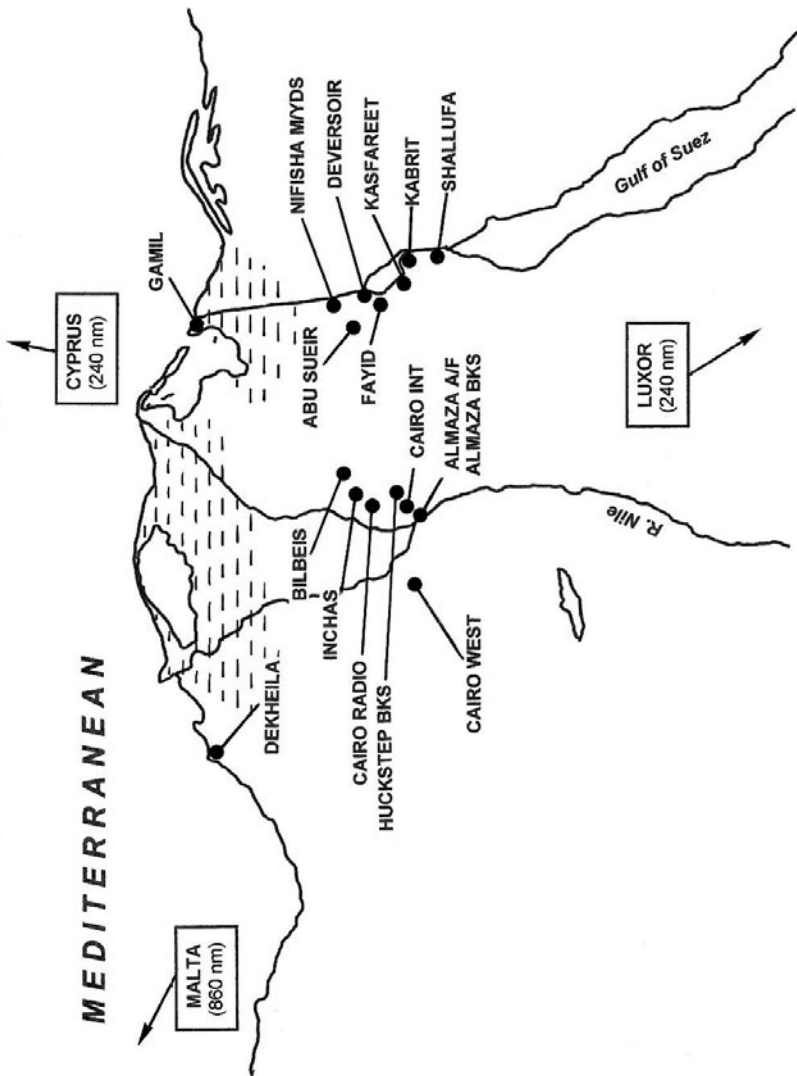 MEDITERRANEAN
MALTA
(860 nm)
CYPRUS
(240 nm)
GAMIL
NIFISHA M/YDS
DEVERSOIR
KASFAREET
KABRIT
SHALLUFA
ABU SUEIR
FAYID
DEKHEILA
BILBEIS
INCHAS
CAIRO RADIO
HUCKSTEP BKS
CAIRO WEST
CAIRO INT
ALMAZA A/F
ALMAZA BKS
LUXOR
(240 nm)
R. Nile
Gulf of Suez